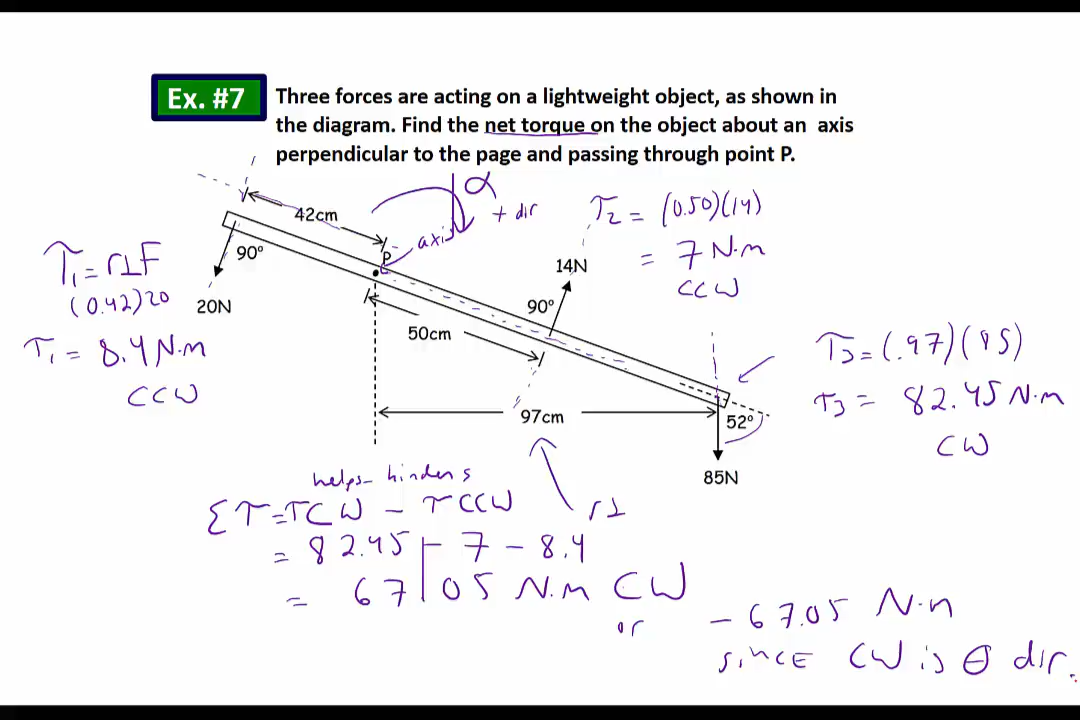 Ex. #7
Three forces are acting on a lightweight object, as shown in
the diagram. Find the net torque on the object about an axis
perpendicular to the page and passing through point P.
42cm
α
+ dir
axis
P
90°
20N
τ₁ = r⊥F
(0.42)20
τ₁ = 8.4 N·m
CCW
τ₂ = (0.50)(14)
= 7 N·m
CCW
14N
90°
50cm
97cm
52°
85N
τ₃ = (.97)(85)
τ₃ = 82.45 N·m
CW
r⊥
helps - hinders
Στ = τCW - τCCW
= 82.45 - 7 - 8.4
= 67.05 N·m CW
or
- 67.05 N·m
since CW is ⊖ dir.